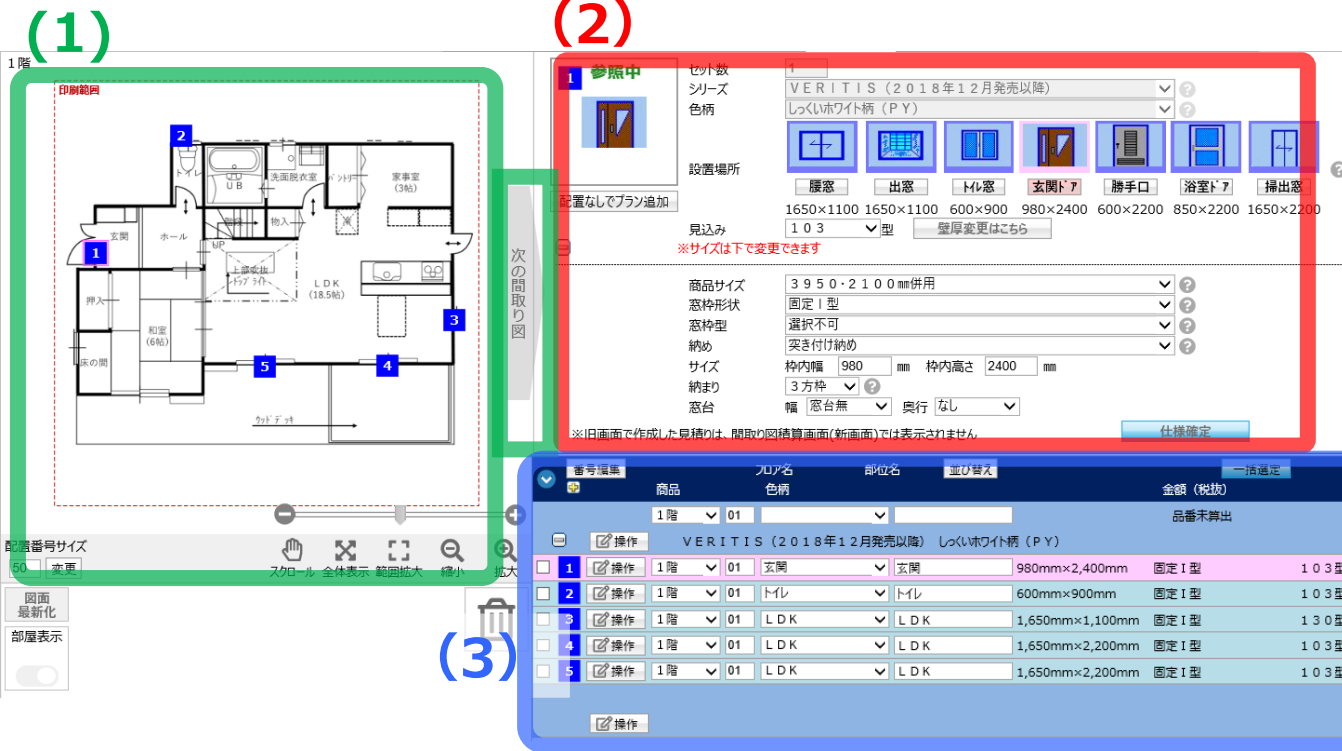 (1)
1階
印刷範囲
2
トイレ
UB
洗面脱衣室
パントリー
家事室
(3帖)
玄関
ホール
階段
物入
UP
1
上部吹抜
トップライト
LDK
(18.5帖)
押入
和室
(6帖)
床の間
3
5
4
ウッドデッキ
次の間取り図
配置番号サイズ
50
変更
スクロール
全体表示
範囲拡大
縮小
拡大
図面
最新化
部屋表示
(2)
1
参照中
配置なしでプラン追加
セット数
1
シリーズ
VERITIS(2018年12月発売以降)
色柄
しっくいホワイト柄(PY)
設置場所
腰窓 出窓 トイレ窓 玄関ドア 勝手口 浴室ドア 掃出窓
1650×1100 1650×1100 600×900 980×2400 600×2200 850×2200 1650×2200
見込み
103 型
壁厚変更はこちら
※サイズは下で変更できます
商品サイズ
3950・2100㎜併用
窓枠形状
固定I型
窓枠型
選択不可
納め
突き付け納め
サイズ
枠内幅 980 ㎜ 枠内高さ 2400 ㎜
納まり
3方枠
窓台
幅 窓台無 奥行 なし
※旧画面で作成した見積りは、間取り図積算画面(新画面)では表示されません
仕様確定
(3)
番号編集 フロア名 部位名 並び替え 一括選定
商品 色柄 金額(税抜)
1階 01 品番未算出
操作 VERITIS(2018年12月発売以降) しっくいホワイト柄(PY)
1 操作 1階 01 玄関 玄関 980mm×2,400mm 固定I型 103型
2 操作 1階 01 トイレ トイレ 600mm×900mm 固定I型 103型
3 操作 1階 01 LDK LDK 1,650mm×1,100mm 固定I型 130型
4 操作 1階 01 LDK LDK 1,650mm×2,200mm 固定I型 103型
5 操作 1階 01 LDK LDK 1,650mm×2,200mm 固定I型 103型
操作